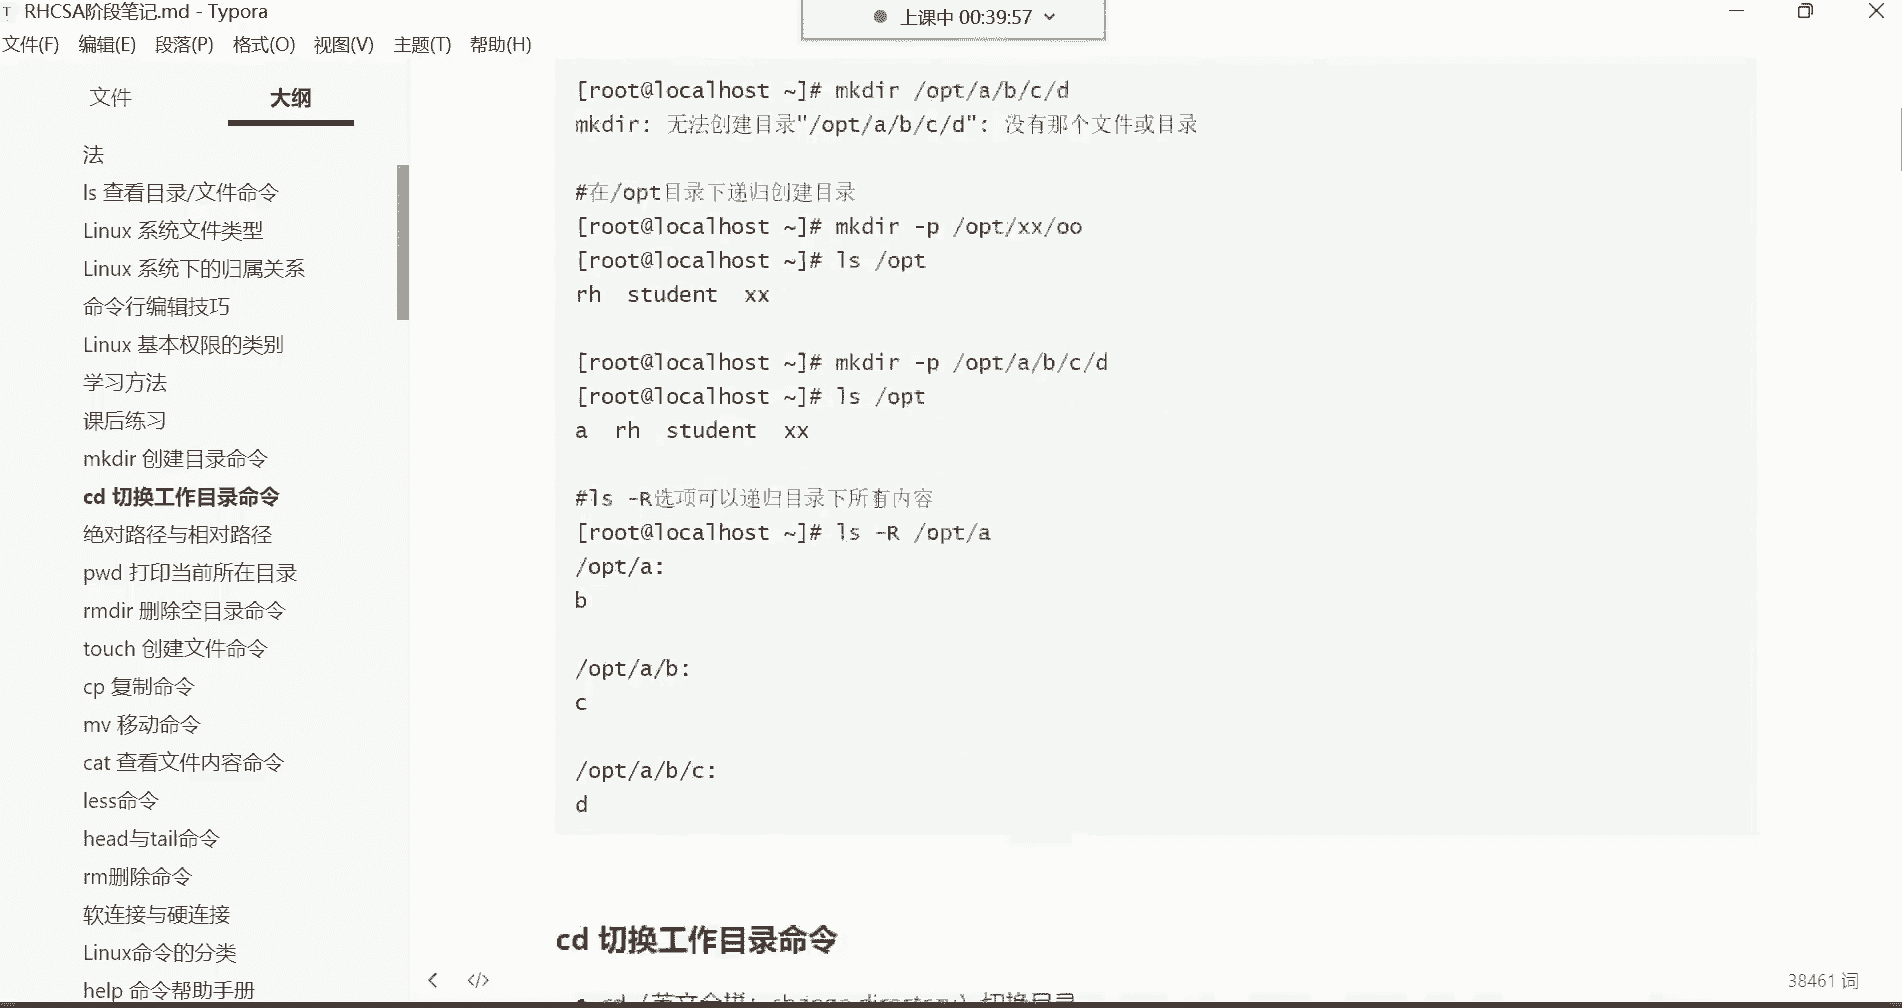 T RHCSA阶段笔记.md - Typora
上课中 00:39:57
文件(F) 编辑(E) 段落(P) 格式(O) 视图(V) 主题(T) 帮助(H)
文件 大纲
法
ls 查看目录/文件命令
Linux 系统文件类型
Linux 系统下的归属关系
命令行编辑技巧
Linux 基本权限的类别
学习方法
课后练习
mkdir 创建目录命令
cd 切换工作目录命令
绝对路径与相对路径
pwd 打印当前所在目录
rmdir 删除空目录命令
touch 创建文件命令
cp 复制命令
mv 移动命令
cat 查看文件内容命令
less命令
head与tail命令
rm删除命令
软连接与硬连接
Linux命令的分类
help 命令帮助手册
[root@localhost ~]# mkdir /opt/a/b/c/d
mkdir: 无法创建目录"/opt/a/b/c/d": 没有那个文件或目录
#在/opt目录下递归创建目录
[root@localhost ~]# mkdir -p /opt/xx/oo
[root@localhost ~]# ls /opt
rh student xx
[root@localhost ~]# mkdir -p /opt/a/b/c/d
[root@localhost ~]# ls /opt
a rh student xx
#ls -R选项可以递归目录下所有内容
[root@localhost ~]# ls -R /opt/a
/opt/a:
b
/opt/a/b:
c
/opt/a/b/c:
d
cd 切换工作目录命令
cd (英文全拼: change directory) 切换目录
38461 词